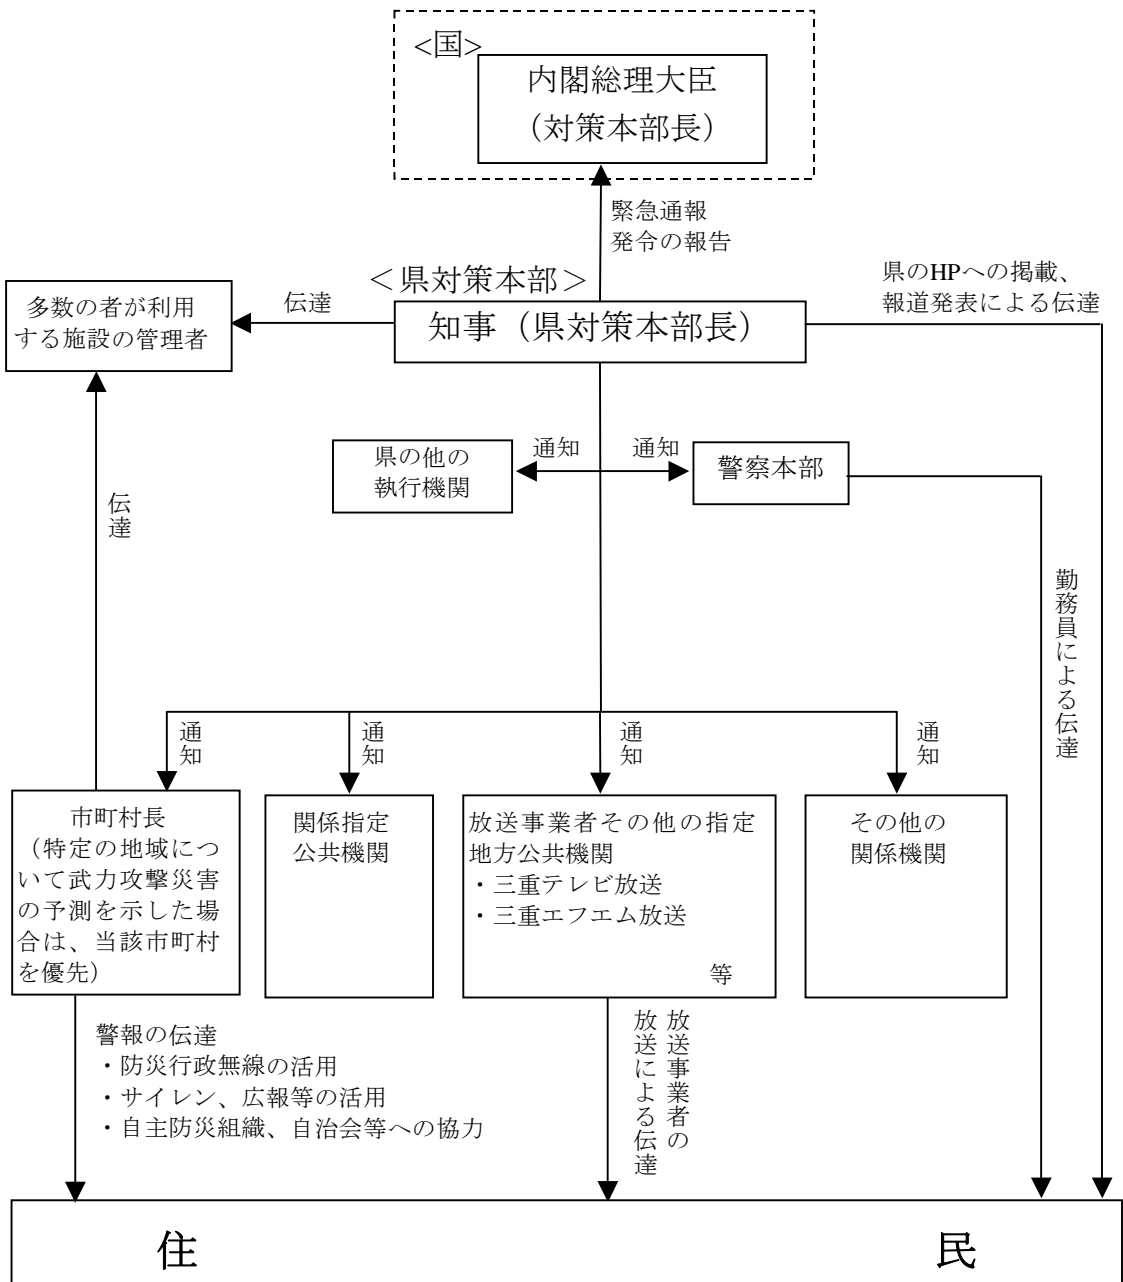 <国>
内閣総理大臣
（対策本部長）
緊急通報
発令の報告
＜県対策本部＞
知事（県対策本部長）
伝達
多数の者が利用
する施設の管理者
県のHPへの掲載、
報道発表による伝達
通知
通知
県の他の
執行機関
警察本部
伝達
勤務員による伝達
通知
通知
通知
通知
市町村長
（特定の地域につ
いて武力攻撃災害
の予測を示した場
合は、当該市町村
を優先）
関係指定
公共機関
放送事業者その他の指定
地方公共機関
・三重テレビ放送
・三重エフエム放送
等
その他の
関係機関
警報の伝達
・防災行政無線の活用
・サイレン、広報等の活用
・自主防災組織、自治会等への協力
放送事業者の
放送による伝達
住 民